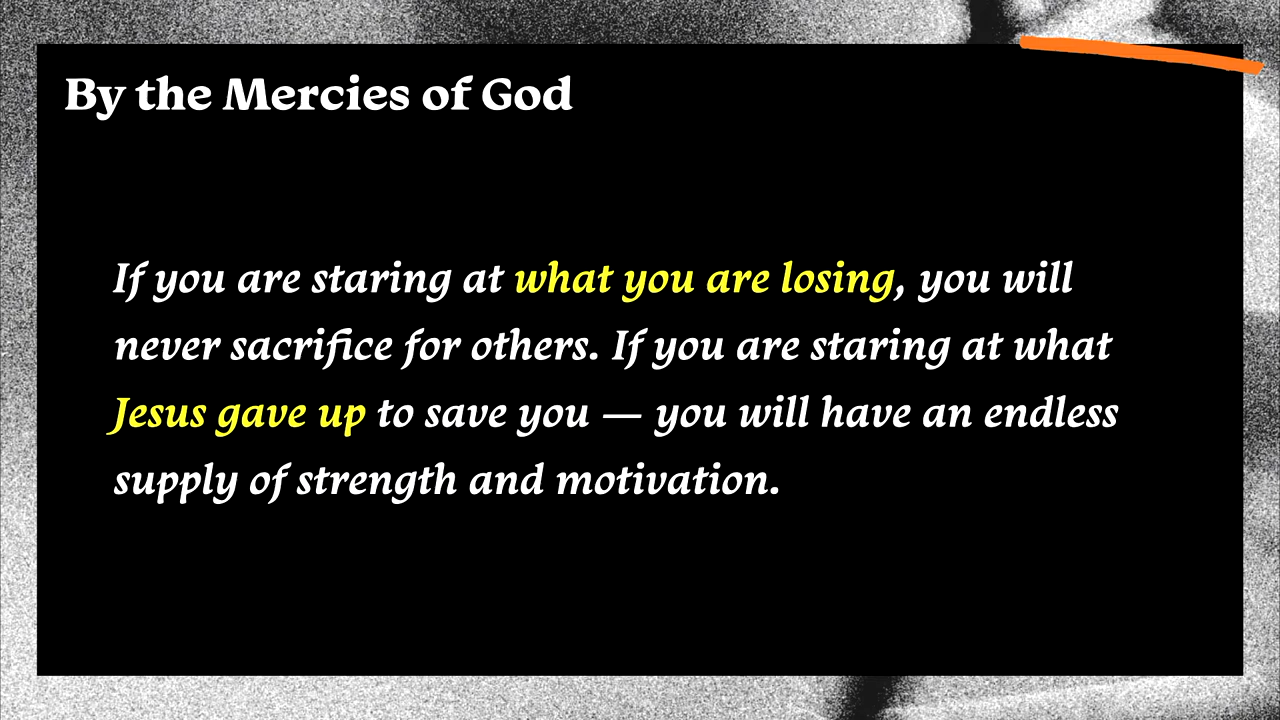 By the Mercies of God
If you are staring at what you are losing, you will
never sacrifice for others. If you are staring at what
Jesus gave up to save you — you will have an endless
supply of strength and motivation.